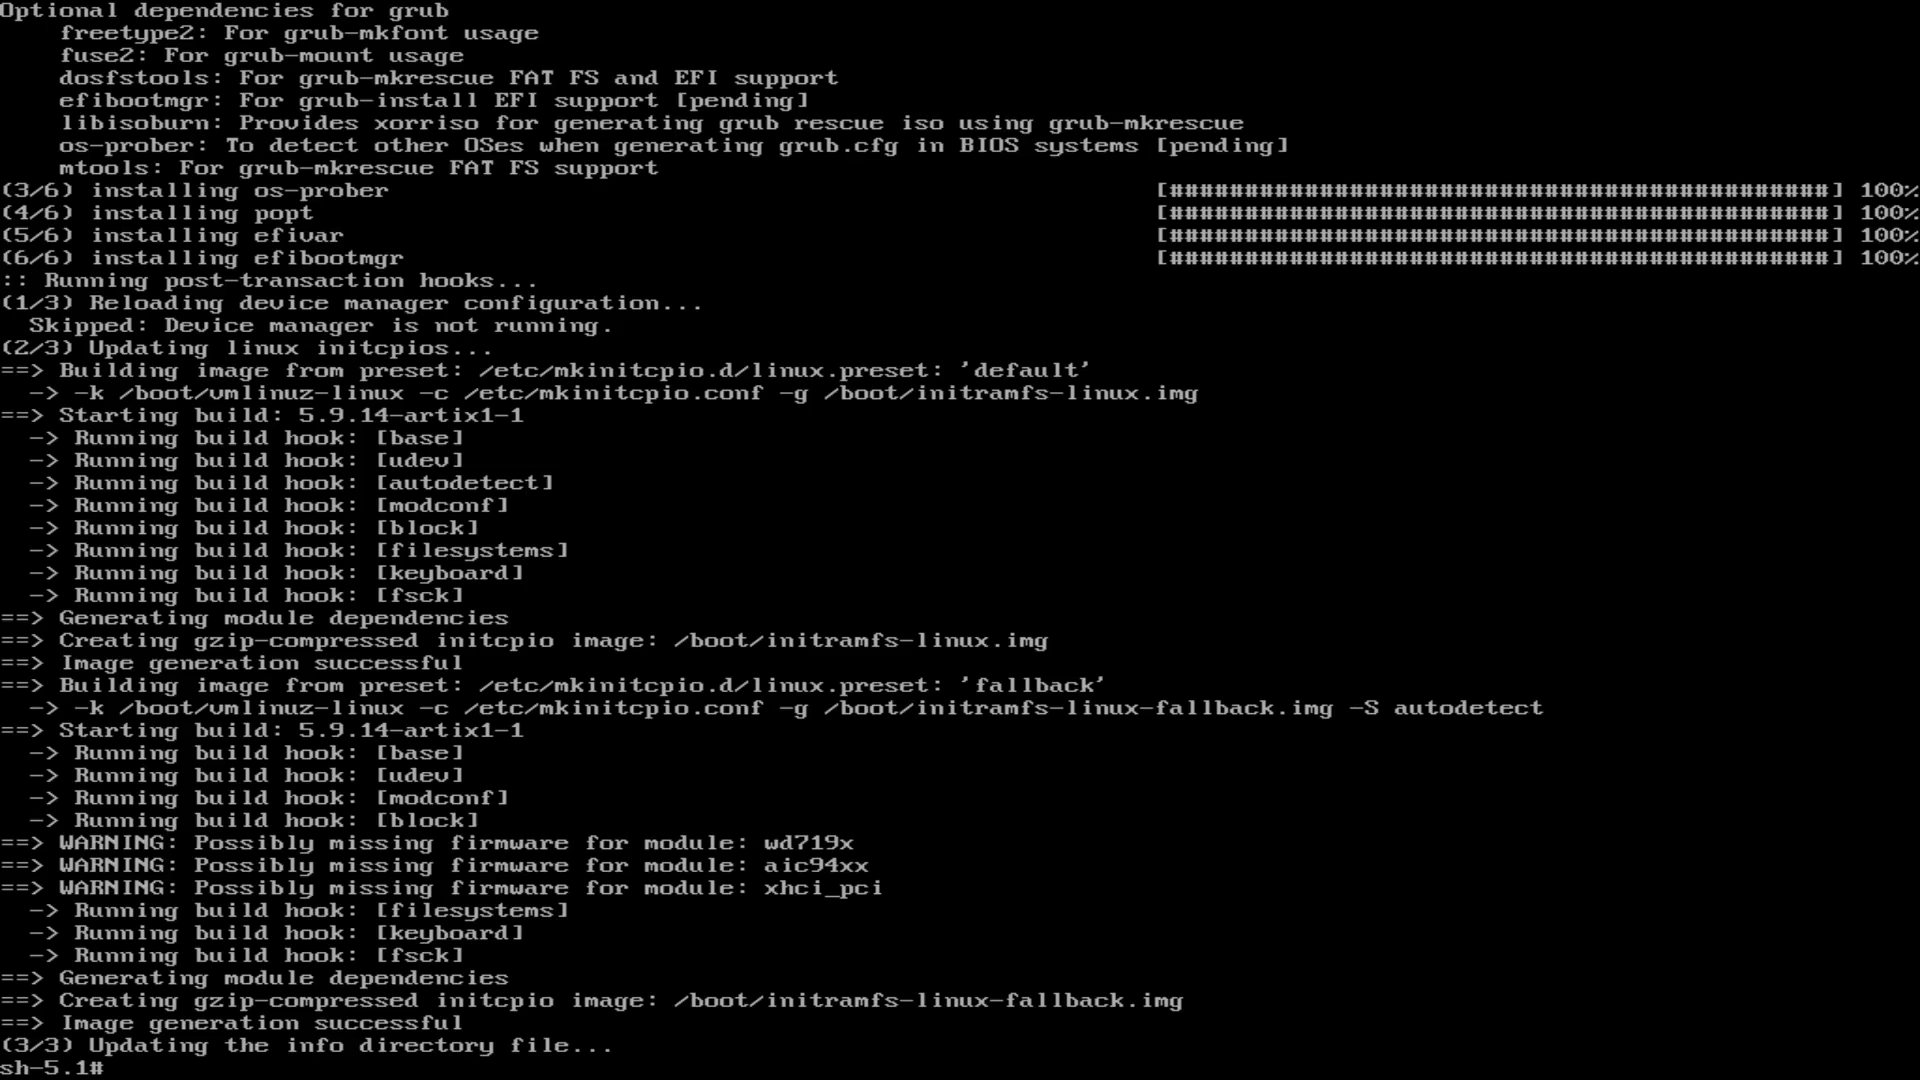 Optional dependencies for grub
    freetype2: For grub-mkfont usage
    fuse2: For grub-mount usage
    dosfstools: For grub-mkrescue FAT FS and EFI support
    efibootmgr: For grub-install EFI support [pending]
    libisoburn: Provides xorriso for generating grub rescue iso using grub-mkrescue
    os-prober: To detect other OSes when generating grub.cfg in BIOS systems [pending]
    mtools: For grub-mkrescue FAT FS support
(3/6) installing os-prober [############################################] 100%
(4/6) installing popt [############################################] 100%
(5/6) installing efivar [############################################] 100%
(6/6) installing efibootmgr [############################################] 100%
:: Running post-transaction hooks...
(1/3) Reloading device manager configuration...
  Skipped: Device manager is not running.
(2/3) Updating linux initcpios...
==> Building image from preset: /etc/mkinitcpio.d/linux.preset: 'default'
  -> -k /boot/vmlinuz-linux -c /etc/mkinitcpio.conf -g /boot/initramfs-linux.img
==> Starting build: 5.9.14-artix1-1
  -> Running build hook: [base]
  -> Running build hook: [udev]
  -> Running build hook: [autodetect]
  -> Running build hook: [modconf]
  -> Running build hook: [block]
  -> Running build hook: [filesystems]
  -> Running build hook: [keyboard]
  -> Running build hook: [fsck]
==> Generating module dependencies
==> Creating gzip-compressed initcpio image: /boot/initramfs-linux.img
==> Image generation successful
==> Building image from preset: /etc/mkinitcpio.d/linux.preset: 'fallback'
  -> -k /boot/vmlinuz-linux -c /etc/mkinitcpio.conf -g /boot/initramfs-linux-fallback.img -S autodetect
==> Starting build: 5.9.14-artix1-1
  -> Running build hook: [base]
  -> Running build hook: [udev]
  -> Running build hook: [modconf]
  -> Running build hook: [block]
==> WARNING: Possibly missing firmware for module: wd719x
==> WARNING: Possibly missing firmware for module: aic94xx
==> WARNING: Possibly missing firmware for module: xhci_pci
  -> Running build hook: [filesystems]
  -> Running build hook: [keyboard]
  -> Running build hook: [fsck]
==> Generating module dependencies
==> Creating gzip-compressed initcpio image: /boot/initramfs-linux-fallback.img
==> Image generation successful
(3/3) Updating the info directory file...
sh-5.1#